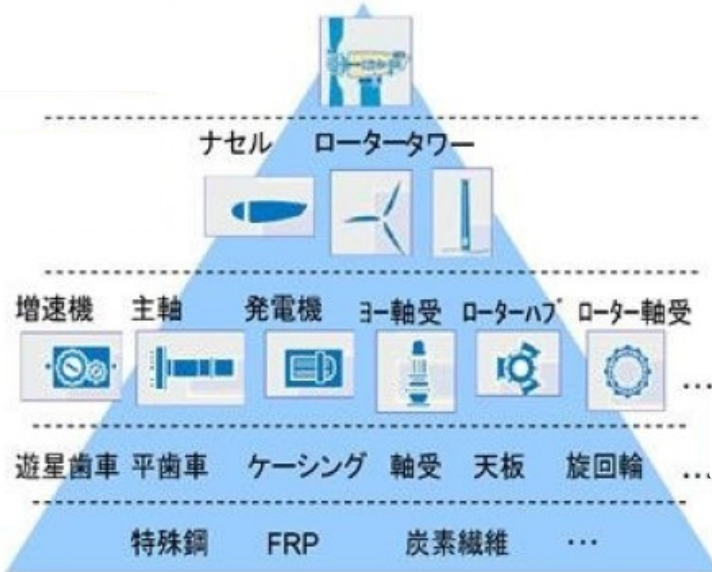 ナセル ロータータワー
増速機 主軸 発電機 ヨー軸受 ローターハブ ローター軸受
…
遊星歯車 平歯車 ケーシング 軸受 天板 旋回輪 …
特殊鋼 FRP 炭素繊維 …